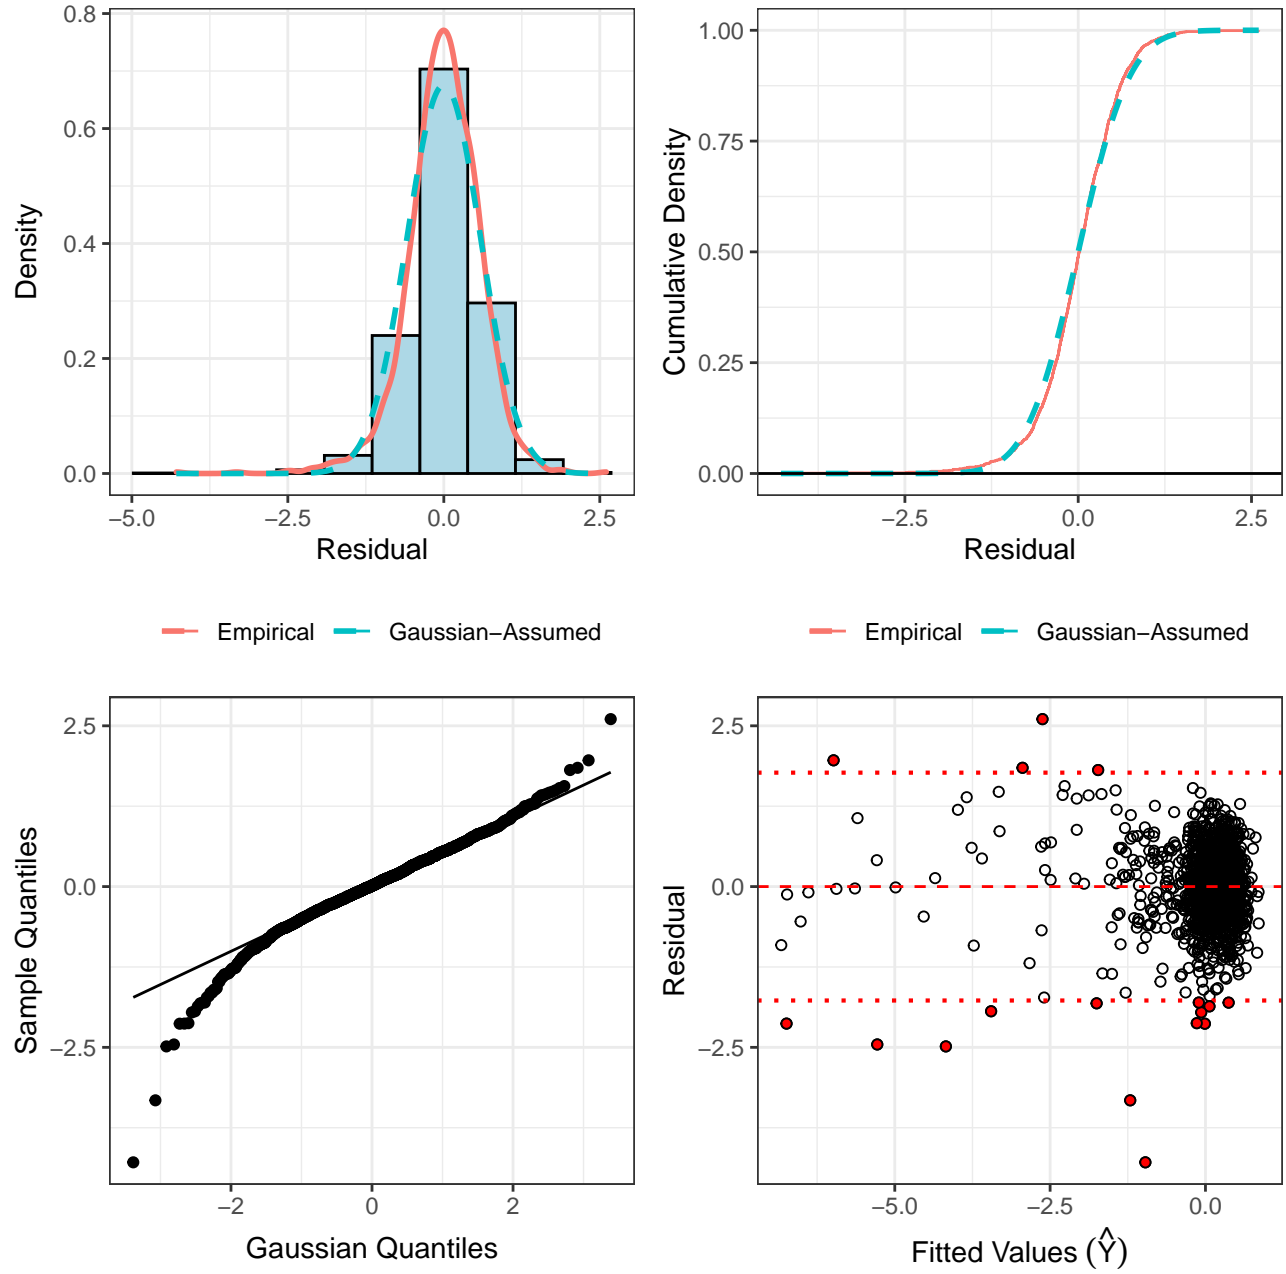 0.8
0.6
0.4
0.2
0.0
Density
−5.0 −2.5 0.0 2.5
Residual
Empirical Gaussian−Assumed
1.00
0.75
0.50
0.25
0.00
Cumulative Density
−2.5 0.0 2.5
Residual
Empirical Gaussian−Assumed
2.5
0.0
−2.5
Sample Quantiles
−2 0 2
Gaussian Quantiles
2.5
0.0
−2.5
Residual
−5.0 −2.5 0.0
Fitted Values (Ŷ)